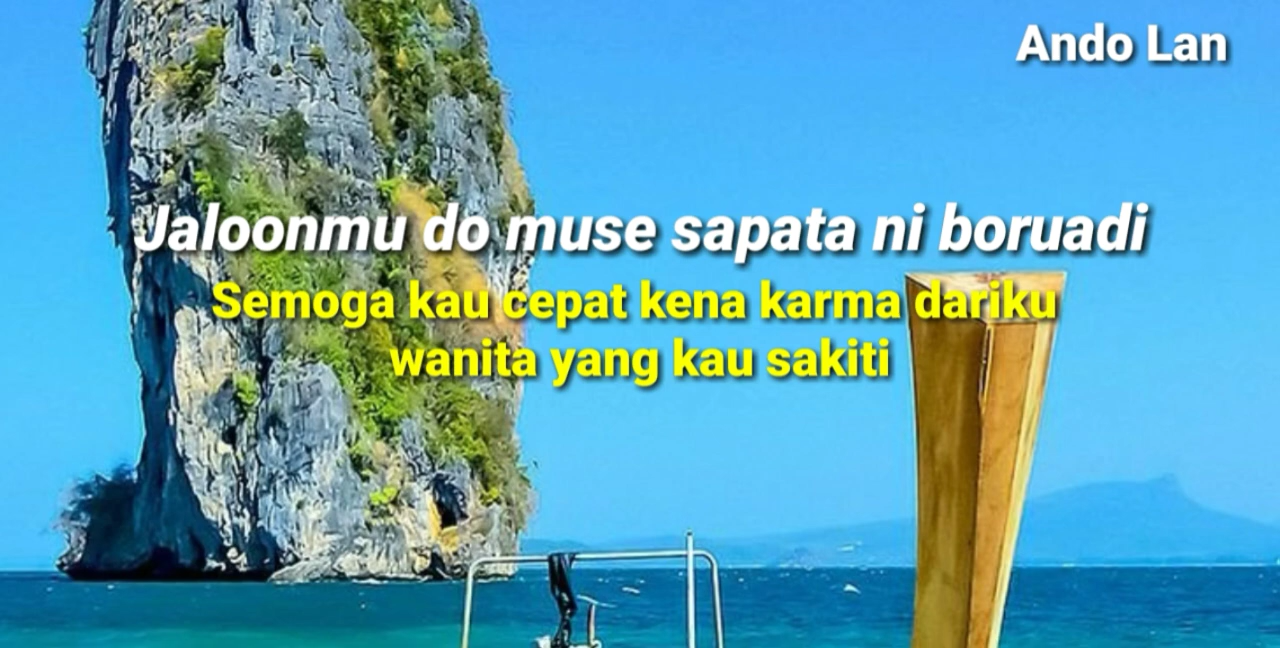 Ando Lan
Jaloonmu do muse sapata ni boruadi
Semoga kau cepat kena karma dariku
wanita yang kau sakiti